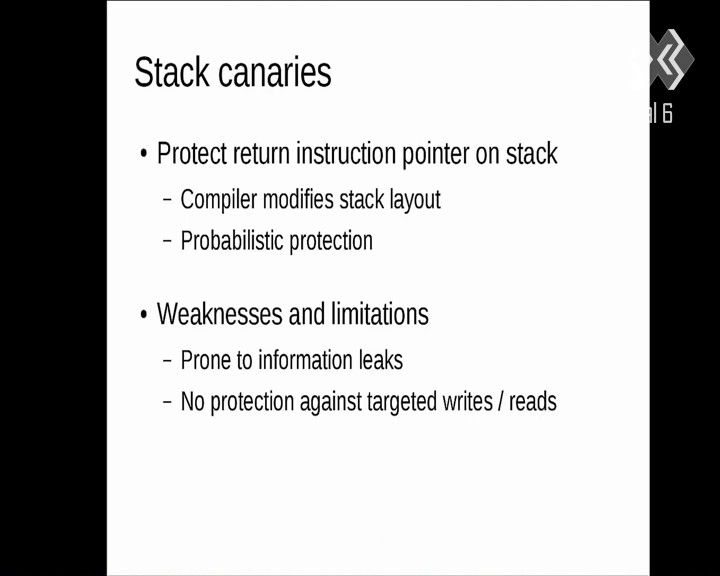 Stack canaries
• Protect return instruction pointer on stack
– Compiler modifies stack layout
– Probabilistic protection
• Weaknesses and limitations
– Prone to information leaks
– No protection against targeted writes / reads
al 6